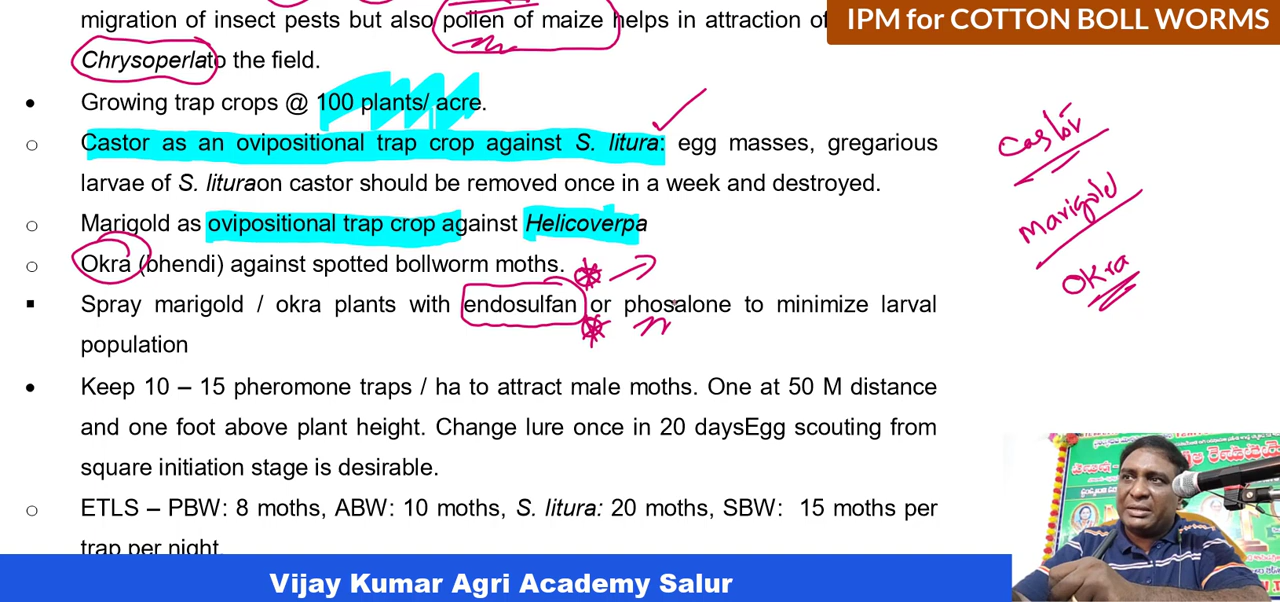 migration of insect pests but also pollen of maize helps in attraction of
IPM for COTTON BOLL WORMS
Chrysoperlato the field.
• Growing trap crops @ 100 plants/ acre.
○ Castor as an ovipositional trap crop against S. litura: egg masses, gregarious
larvae of S. lituraon castor should be removed once in a week and destroyed.
○ Marigold as ovipositional trap crop against Helicoverpa
○ Okra (bhendi) against spotted bollworm moths.
▪ Spray marigold / okra plants with endosulfan or phosalone to minimize larval
population
• Keep 10 – 15 pheromone traps / ha to attract male moths. One at 50 M distance
and one foot above plant height. Change lure once in 20 daysEgg scouting from
square initiation stage is desirable.
○ ETLS – PBW: 8 moths, ABW: 10 moths, S. litura: 20 moths, SBW: 15 moths per
trap per night
Castor
Marigold
Okra
Vijay Kumar Agri Academy Salur